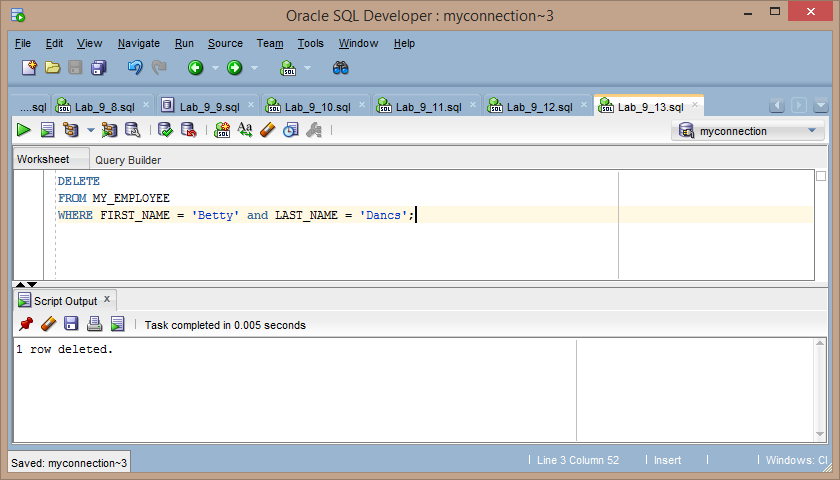 Oracle SQL Developer : myconnection~3
File Edit View Navigate Run Source Team Tools Window Help
....sql Lab_9_8.sql Lab_9_9.sql Lab_9_10.sql Lab_9_11.sql Lab_9_12.sql Lab_9_13.sql
myconnection
Worksheet Query Builder
DELETE
FROM MY_EMPLOYEE
WHERE FIRST_NAME = 'Betty' and LAST_NAME = 'Dancs';
Script Output x
Task completed in 0.005 seconds
1 row deleted.
Saved: myconnection~3 Line 3 Column 52 Insert Windows: Cl